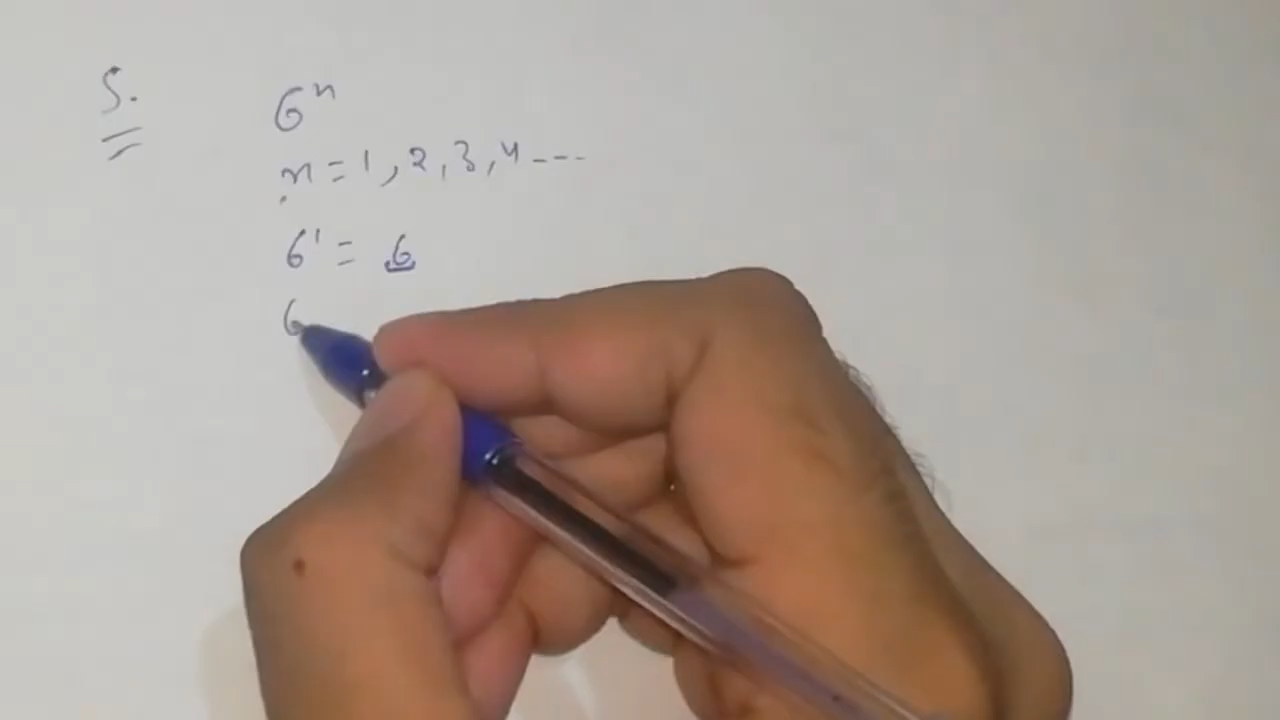 5.
6ⁿ
n = 1, 2, 3, 4 ---
6¹ = 6
6